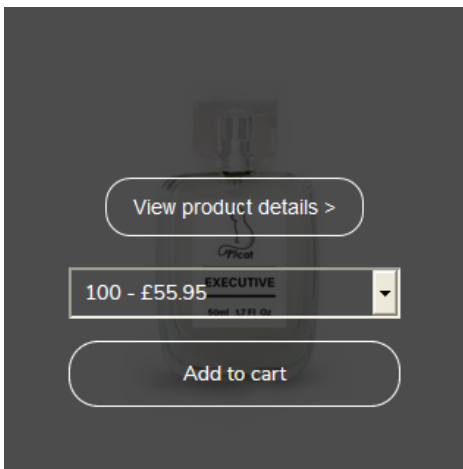 View product details >
Picot
100 - £55.95
EXECUTIVE
50ml 1.7 Fl Oz
Add to cart